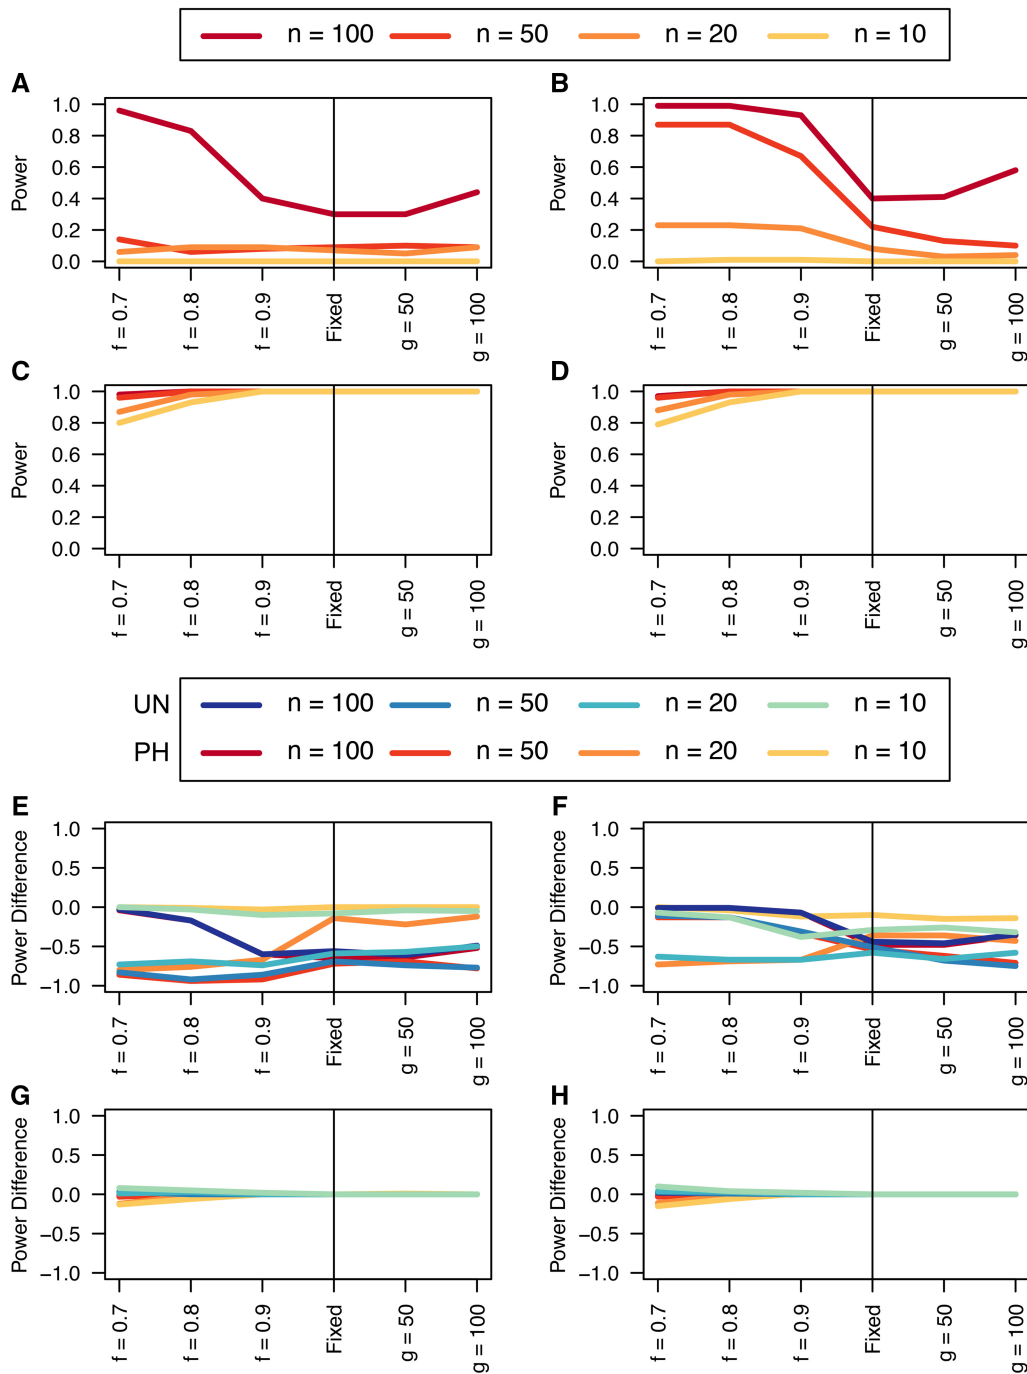 n = 100 n = 50 n = 20 n = 10
A
1.0
0.8
0.6
0.4
0.2
0.0
Power
f = 0.7 f = 0.8 f = 0.9 Fixed g = 50 g = 100
B
1.0
0.8
0.6
0.4
0.2
0.0
Power
f = 0.7 f = 0.8 f = 0.9 Fixed g = 50 g = 100
C
1.0
0.8
0.6
0.4
0.2
0.0
Power
f = 0.7 f = 0.8 f = 0.9 Fixed g = 50 g = 100
D
1.0
0.8
0.6
0.4
0.2
0.0
Power
f = 0.7 f = 0.8 f = 0.9 Fixed g = 50 g = 100
UN n = 100 n = 50 n = 20 n = 10
PH n = 100 n = 50 n = 20 n = 10
E
1.0
0.5
0.0
−0.5
−1.0
Power Difference
f = 0.7 f = 0.8 f = 0.9 Fixed g = 50 g = 100
F
1.0
0.5
0.0
−0.5
−1.0
Power Difference
f = 0.7 f = 0.8 f = 0.9 Fixed g = 50 g = 100
G
1.0
0.5
0.0
−0.5
−1.0
Power Difference
f = 0.7 f = 0.8 f = 0.9 Fixed g = 50 g = 100
H
1.0
0.5
0.0
−0.5
−1.0
Power Difference
f = 0.7 f = 0.8 f = 0.9 Fixed g = 50 g = 100